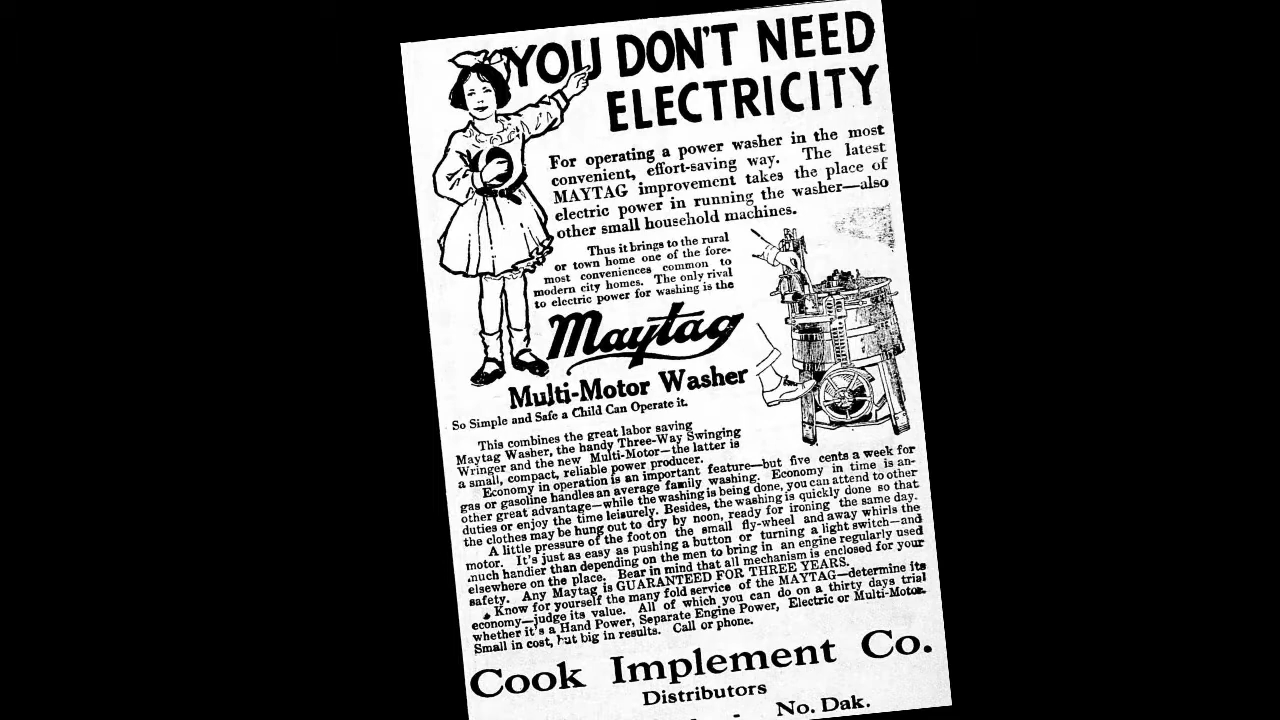 YOU DON'T NEED
ELECTRICITY
For operating a power washer in the most
convenient, effort-saving way. The latest
MAYTAG improvement takes the place of
electric power in running the washer—also
other small household machines.
Thus it brings to the rural
or town home one of the fore-
most conveniences common to
modern city homes. The only rival
to electric power for washing is the
Maytag
Multi-Motor Washer
So Simple and Safe a Child Can Operate it.
This combines the great labor saving
Maytag Washer, the handy Three-Way Swinging
Wringer and the new Multi-Motor—the latter is
a small, compact, reliable power producer.
Economy in operation is an important feature—but five cents a week for
gas or gasoline handles an average family washing. Economy in time is an-
other great advantage—while the washing is being done, you can attend to other
duties or enjoy the time leisurely. Besides, the washing is quickly done so that
the clothes may be hung out to dry by noon, ready for ironing the same day.
A little pressure of the foot on the small fly-wheel and away whirls the
motor. It's just as easy as pushing a button or turning a light switch—and
much handier than depending on the men to bring in an engine regularly used
elsewhere on the place. Bear in mind that all mechanism is enclosed for your
safety. Any Maytag is GUARANTEED FOR THREE YEARS.
Know for yourself the many fold service of the MAYTAG—determine its
economy—judge its value. All of which you can do on a thirty days trial
whether it's a Hand Power, Separate Engine Power, Electric or Multi-Motor.
Small in cost, but big in results. Call or phone.
Cook Implement Co.
Distributors
No. Dak.